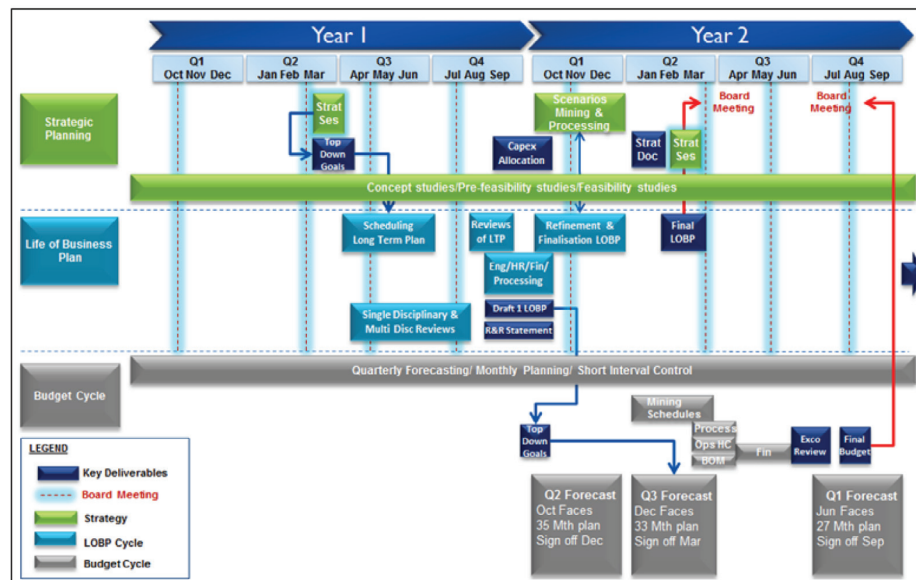 Year 1
Year 2
Q1
Oct Nov Dec
Q2
Jan Feb Mar
Q3
Apr May Jun
Q4
Jul Aug Sep
Q1
Oct Nov Dec
Q2
Jan Feb Mar
Q3
Apr May Jun
Q4
Jul Aug Sep
Strategic
Planning
Strat
Ses
Top
Down
Goals
Capex
Allocation
Scenarios
Mining &
Processing
Strat
Doc
Strat
Ses
Board
Meeting
Board
Meeting
Concept studies/Pre-feasibility studies/Feasibility studies
Life of Business
Plan
Scheduling
Long Term Plan
Reviews
of LTP
Refinement &
Finalisation LOBP
Final
LOBP
Eng/HR/Fin/
Processing
Single Disciplinary &
Multi Disc Reviews
Draft 1 LOBP
R&R Statement
Quarterly Forecasting/ Monthly Planning/ Short Interval Control
Budget Cycle
Top
Down
Goals
Mining
Schedules
Process
Ops HC
BOM
Fin
Exco
Review
Final
Budget
LEGEND
Key Deliverables
Board Meeting
Strategy
LOBP Cycle
Budget Cycle
Q2 Forecast
Oct Faces
35 Mth plan
Sign off Dec
Q3 Forecast
Dec Faces
33 Mth plan
Sign off Mar
Q1 Forecast
Jun Faces
27 Mth plan
Sign off Sep